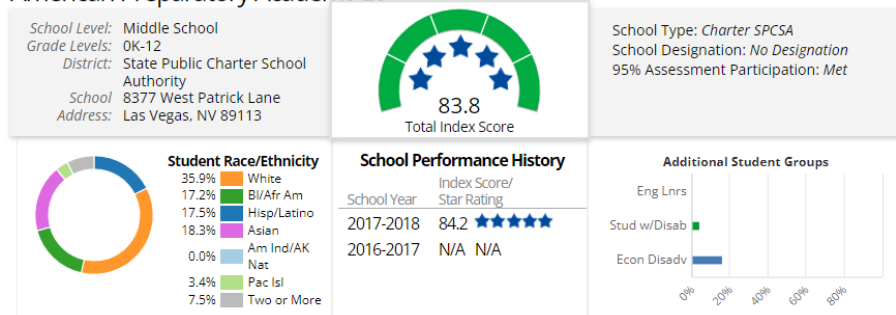 School Level: Middle School
Grade Levels: 0K-12
District: State Public Charter School
Authority
School 8377 West Patrick Lane
Address: Las Vegas, NV 89113
83.8
Total Index Score
School Type: Charter SPCSA
School Designation: No Designation
95% Assessment Participation: Met
Student Race/Ethnicity
35.9% White
17.2% Bl/Afr Am
17.5% Hisp/Latino
18.3% Asian
0.0% Am Ind/AK
Nat
3.4% Pac Isl
7.5% Two or More
School Performance History
School Year Index Score/
Star Rating
2017-2018 84.2
2016-2017 N/A N/A
Additional Student Groups
Eng Lnrs
Stud w/Disab
Econ Disadv
0% 20% 40% 60% 80%